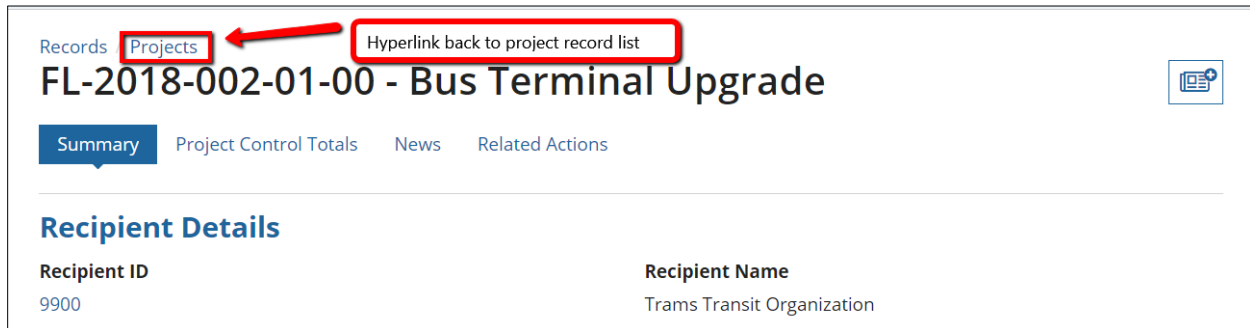 Records / Projects
Hyperlink back to project record list
FL-2018-002-01-00 - Bus Terminal Upgrade
Summary Project Control Totals News Related Actions
Recipient Details
Recipient ID Recipient Name
9900 Trams Transit Organization